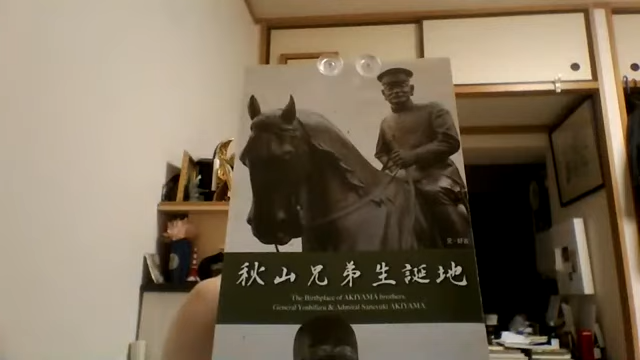 秋山兄弟生誕地
The Birthplace of AKIYAMA brothers,
General Yoshifuru & Admiral Saneyuki AKIYAMA